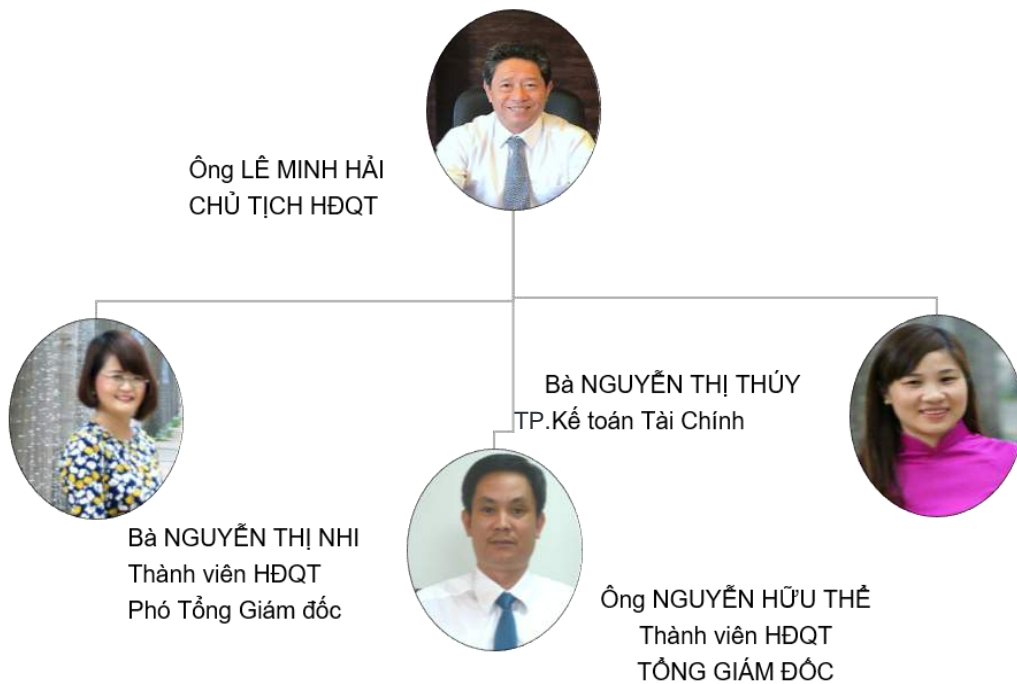 Ông LÊ MINH HẢI
CHỦ TỊCH HĐQT
Bà NGUYỄN THỊ THÚY
TP.Kế toán Tài Chính
Bà NGUYỄN THỊ NHI
Thành viên HĐQT
Phó Tổng Giám đốc
Ông NGUYỄN HỮU THỂ
Thành viên HĐQT
TỔNG GIÁM ĐỐC